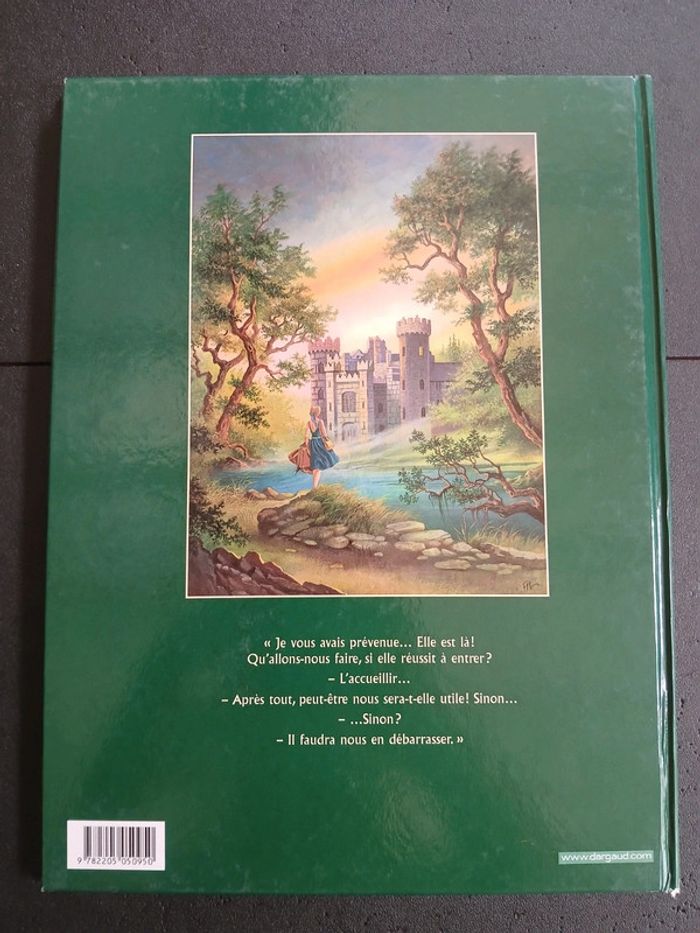 « Je vous avais prévenue... Elle est là!
Qu'allons-nous faire, si elle réussit à entrer?
– L'accueillir...
– Après tout, peut-être nous sera-t-elle utile! Sinon...
– ...Sinon?
– Il faudra nous en débarrasser. »
9 782205 050950
www.dargaud.com